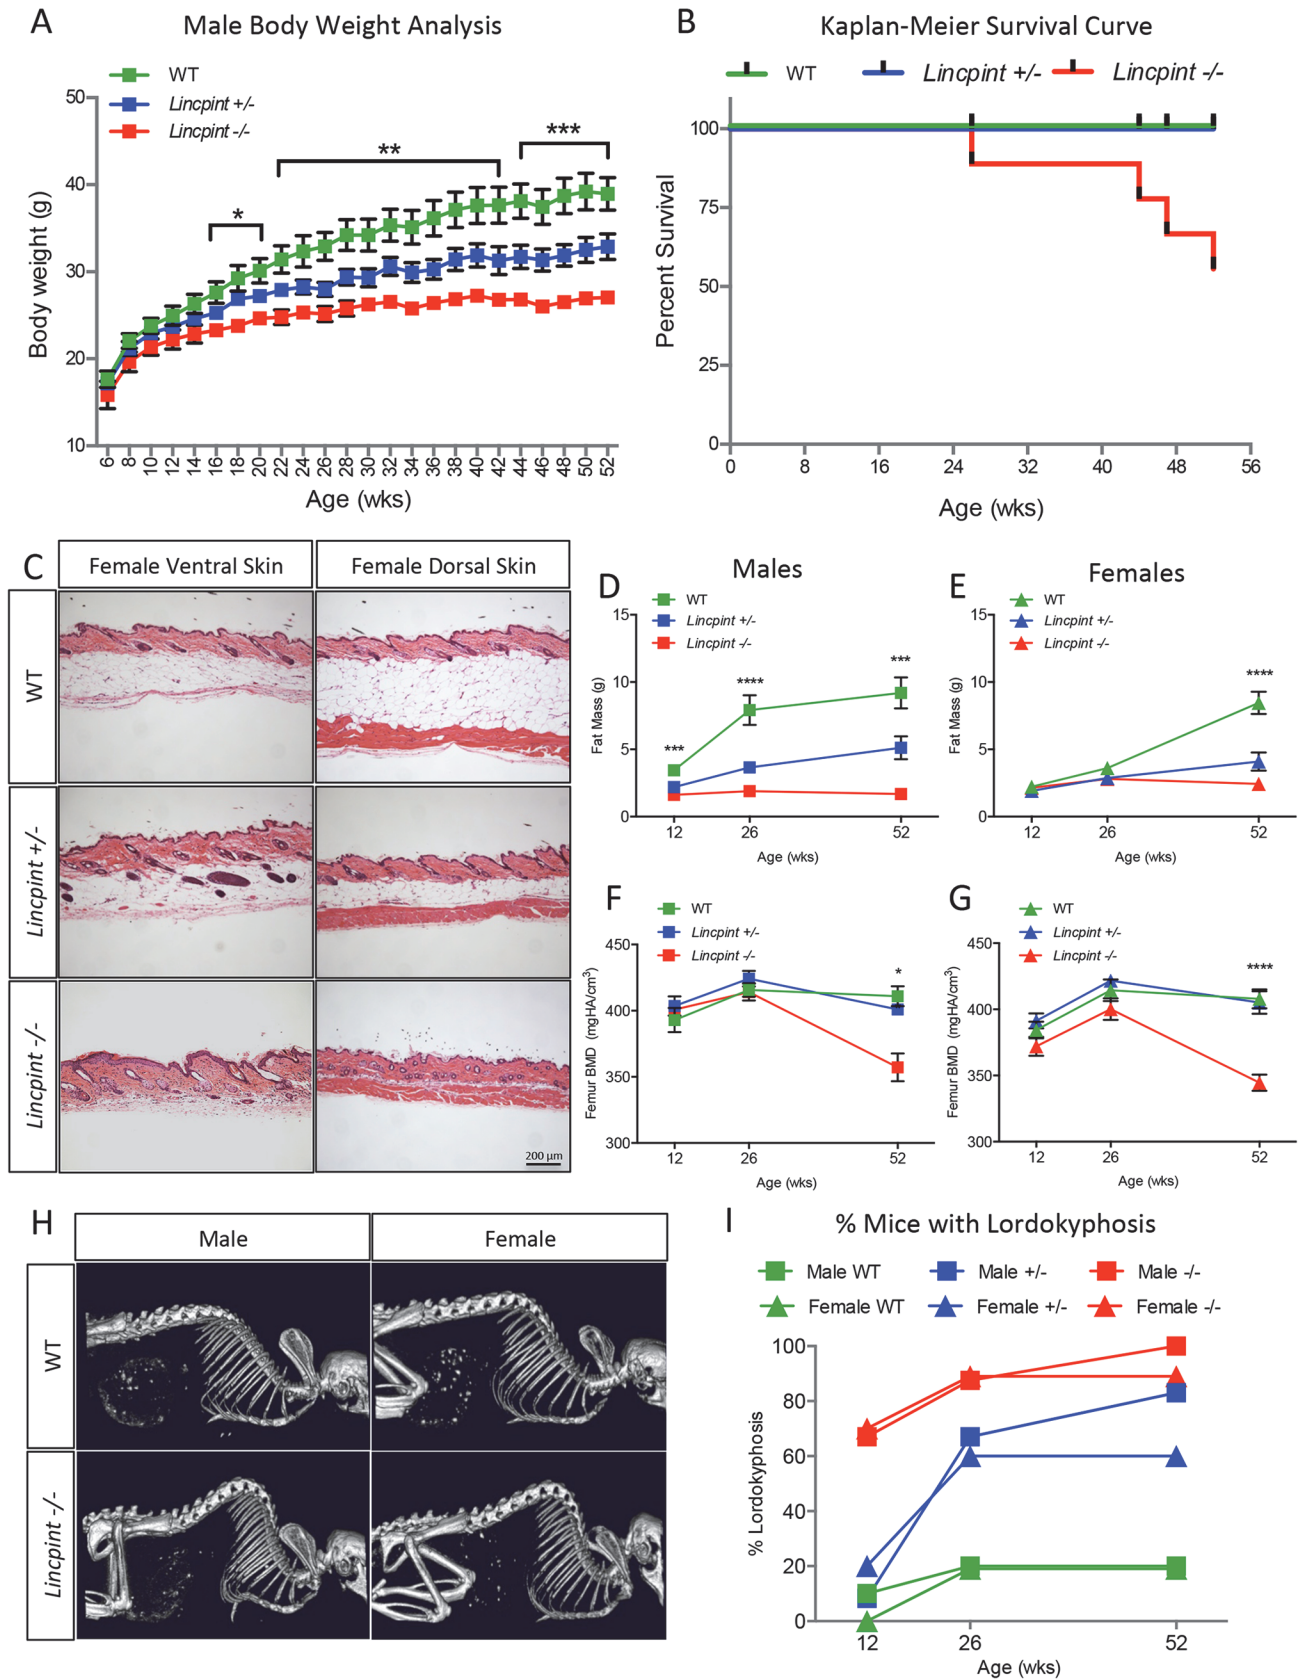 A
Male Body Weight Analysis
WT
Lincpint +/-
Lincpint -/-
50
40
30
20
10
*
**
***
Body weight (g)
6 8 10 12 14 16 18 20 22 24 26 28 30 32 34 36 38 40 42 44 46 48 50 52
Age (wks)
B
Kaplan-Meier Survival Curve
WT Lincpint +/- Lincpint -/-
100
75
50
25
0
Percent Survival
0 8 16 24 32 40 48 56
Age (wks)
C
Female Ventral Skin Female Dorsal Skin
WT
Lincpint +/-
Lincpint -/-
200 µm
Males
D
WT
Lincpint +/-
Lincpint -/-
15
10
5
0
Fat Mass (g)
*** **** ***
12 26 52
Age (wks)
Females
E
WT
Lincpint +/-
Lincpint -/-
15
10
5
0
Fat Mass (g)
****
12 26 52
Age (wks)
F
WT
Lincpint +/-
Lincpint -/-
450
400
350
300
Femur BMD (mgHA/cm³)
*
12 26 52
Age (wks)
G
WT
Lincpint +/-
Lincpint -/-
450
400
350
300
Femur BMD (mgHA/cm³)
****
12 26 52
Age (wks)
H
Male Female
WT
Lincpint -/-
I
% Mice with Lordokyphosis
Male WT Male +/- Male -/-
Female WT Female +/- Female -/-
100
80
60
40
20
0
% Lordokyphosis
12 26 52
Age (wks)